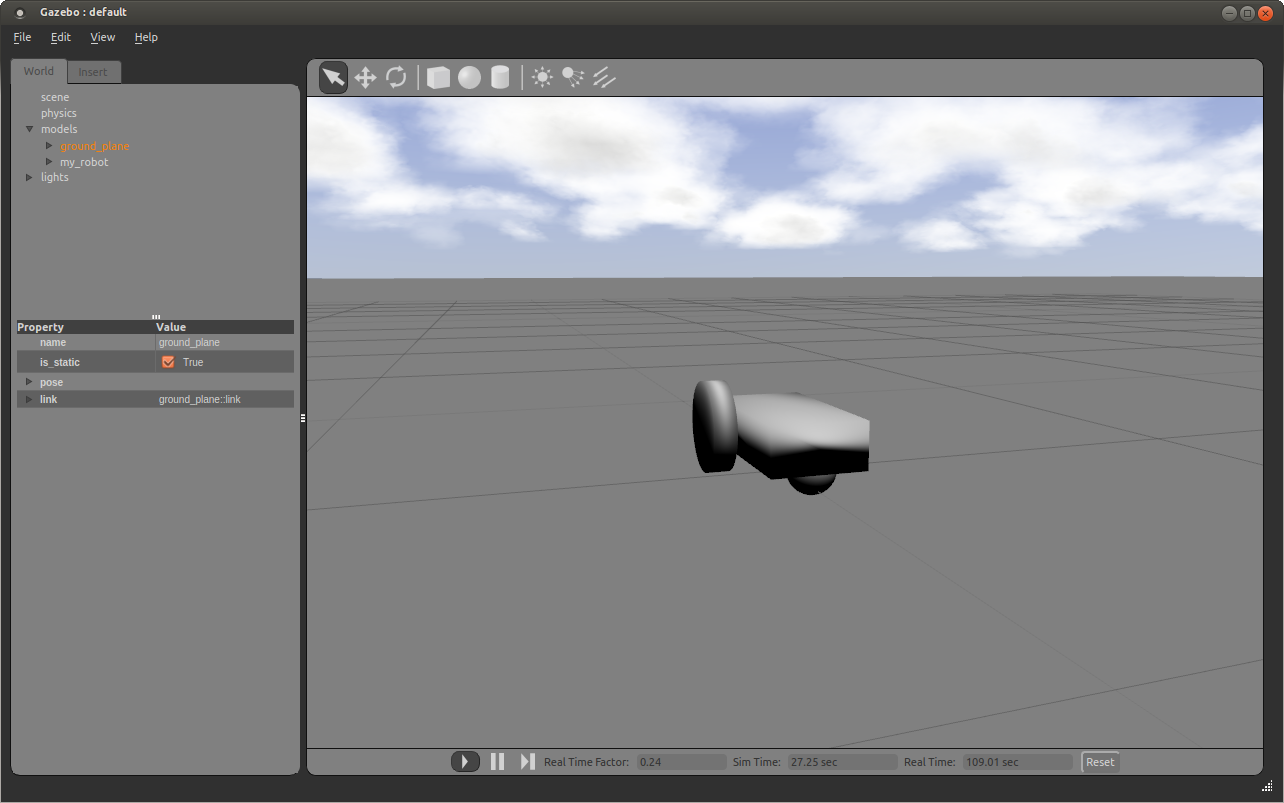 Gazebo : default
File Edit View Help
World Insert
scene
physics
models
ground_plane
my_robot
lights
Property Value
name ground_plane
is_static True
pose
link ground_plane::link
Real Time Factor: 0.24 Sim Time: 27.25 sec Real Time: 109.01 sec Reset